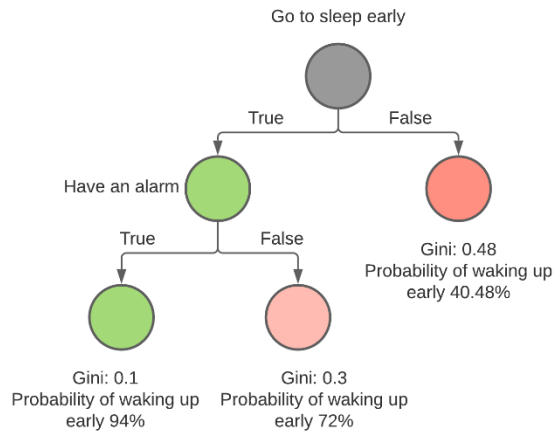 Go to sleep early
True
False
Have an alarm
True
False
Gini: 0.48
Probability of waking up
early 40.48%
Gini: 0.1
Probability of waking up
early 94%
Gini: 0.3
Probability of waking up
early 72%